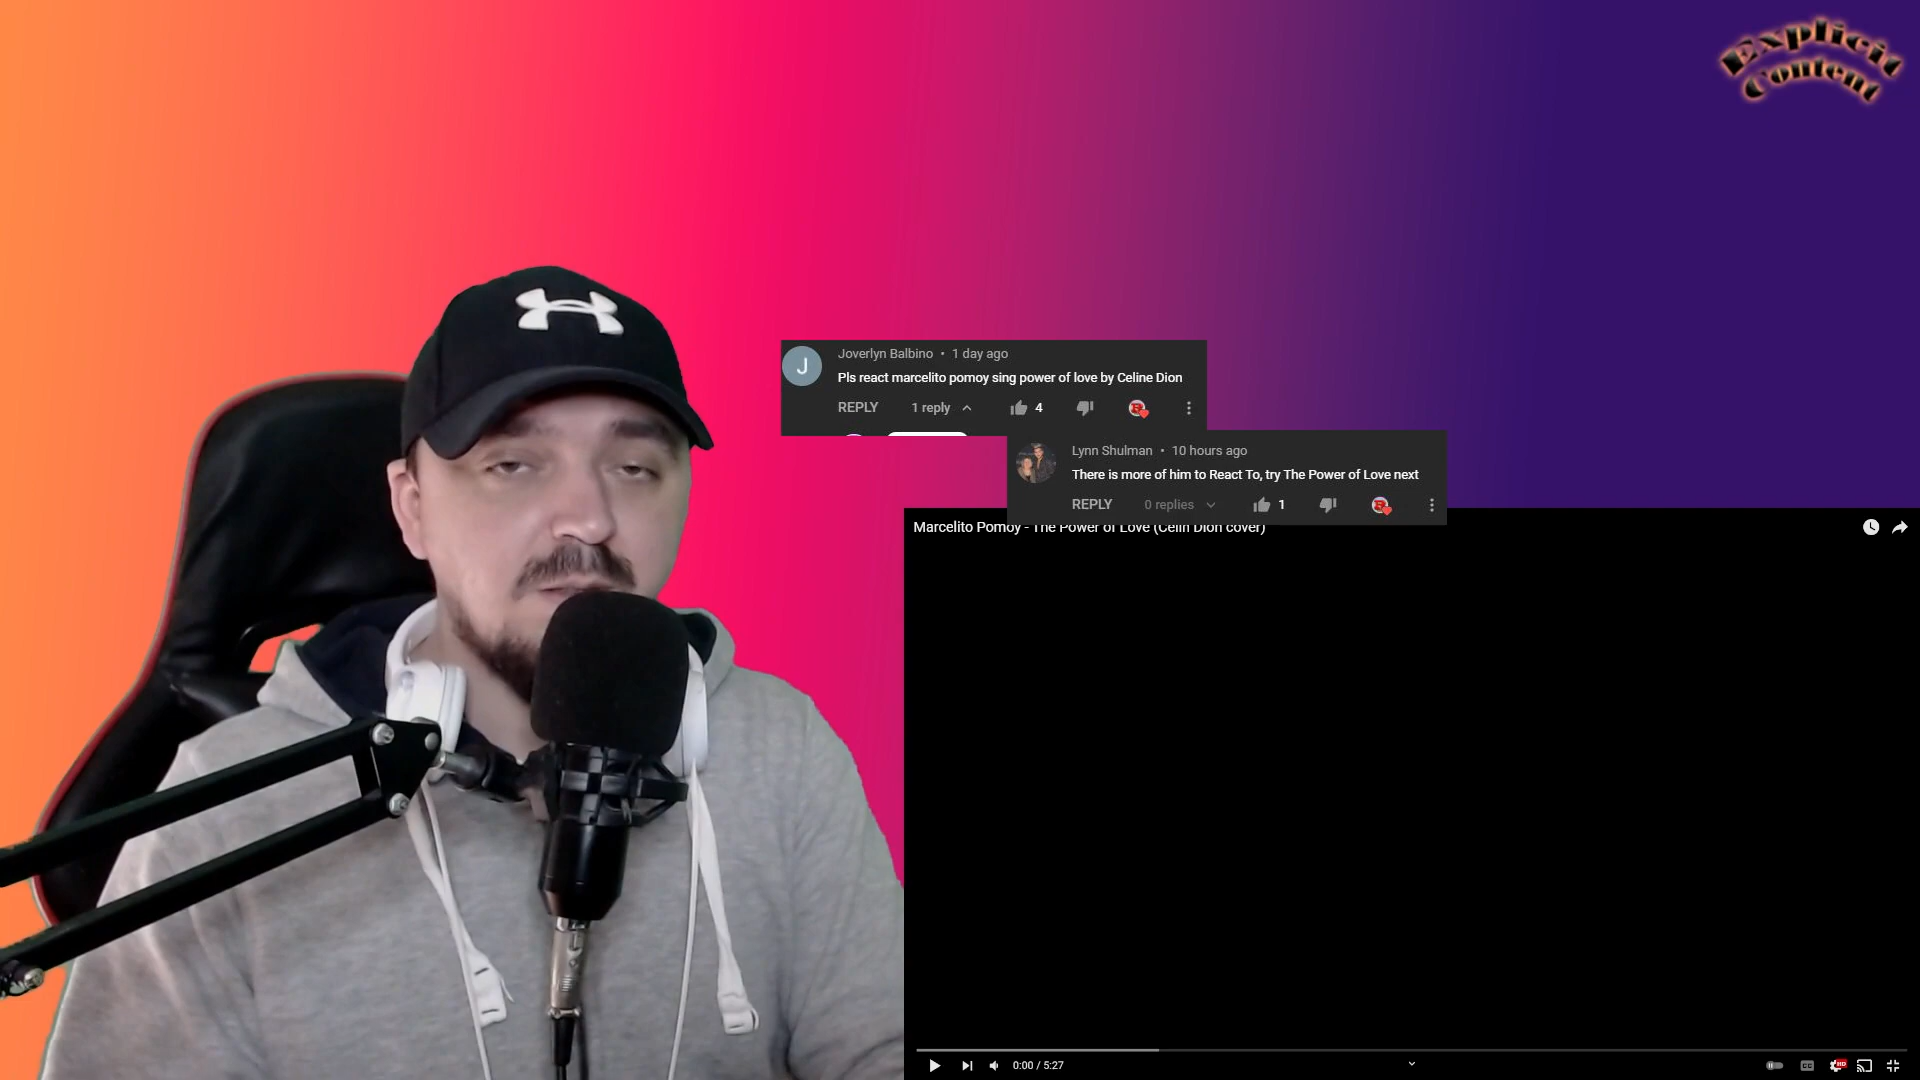 Explicit
Content
J
Joverlyn Balbino • 1 day ago
Pls react marcelito pomoy sing power of love by Celine Dion
REPLY 1 reply 4
Lynn Shulman • 10 hours ago
There is more of him to React To, try The Power of Love next
REPLY 0 replies 1
Marcelito Pomoy - The Power of Love (Celin Dion cover)
0:00 / 5:27
CC HD